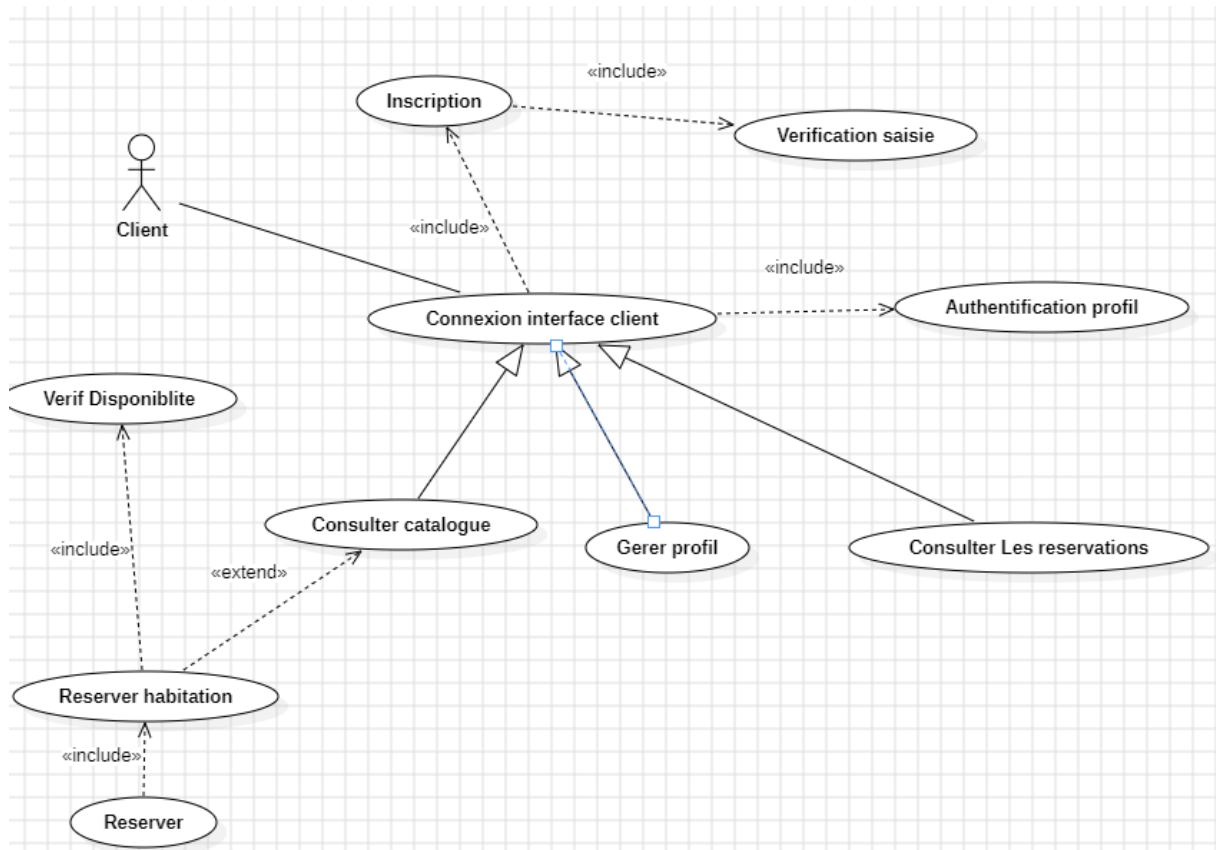 «include»
Inscription
Verification saisie
Client
«include»
«include»
Authentification profil
Connexion interface client
Verif Disponiblite
Consulter catalogue
Gerer profil
Consulter Les reservations
«include»
«extend»
Reserver habitation
«include»
Reserver